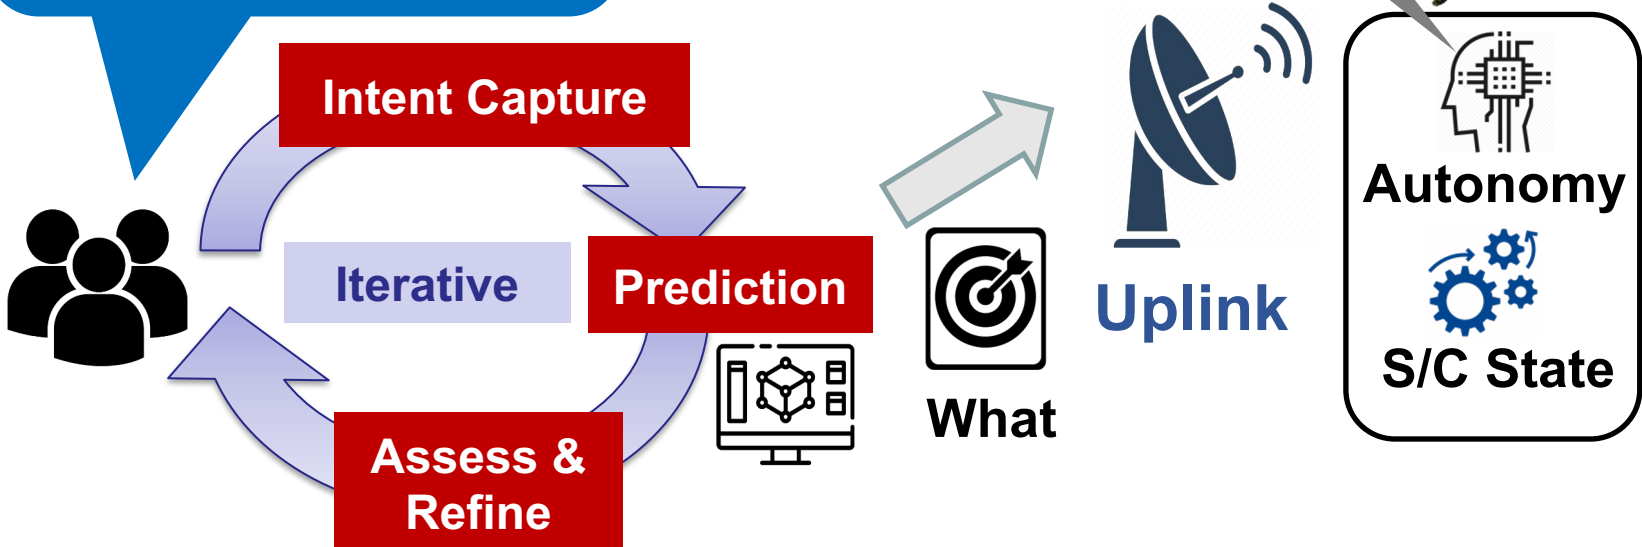 Intent Capture
Iterative
Prediction
Assess &
Refine
What
Uplink
Autonomy
S/C State